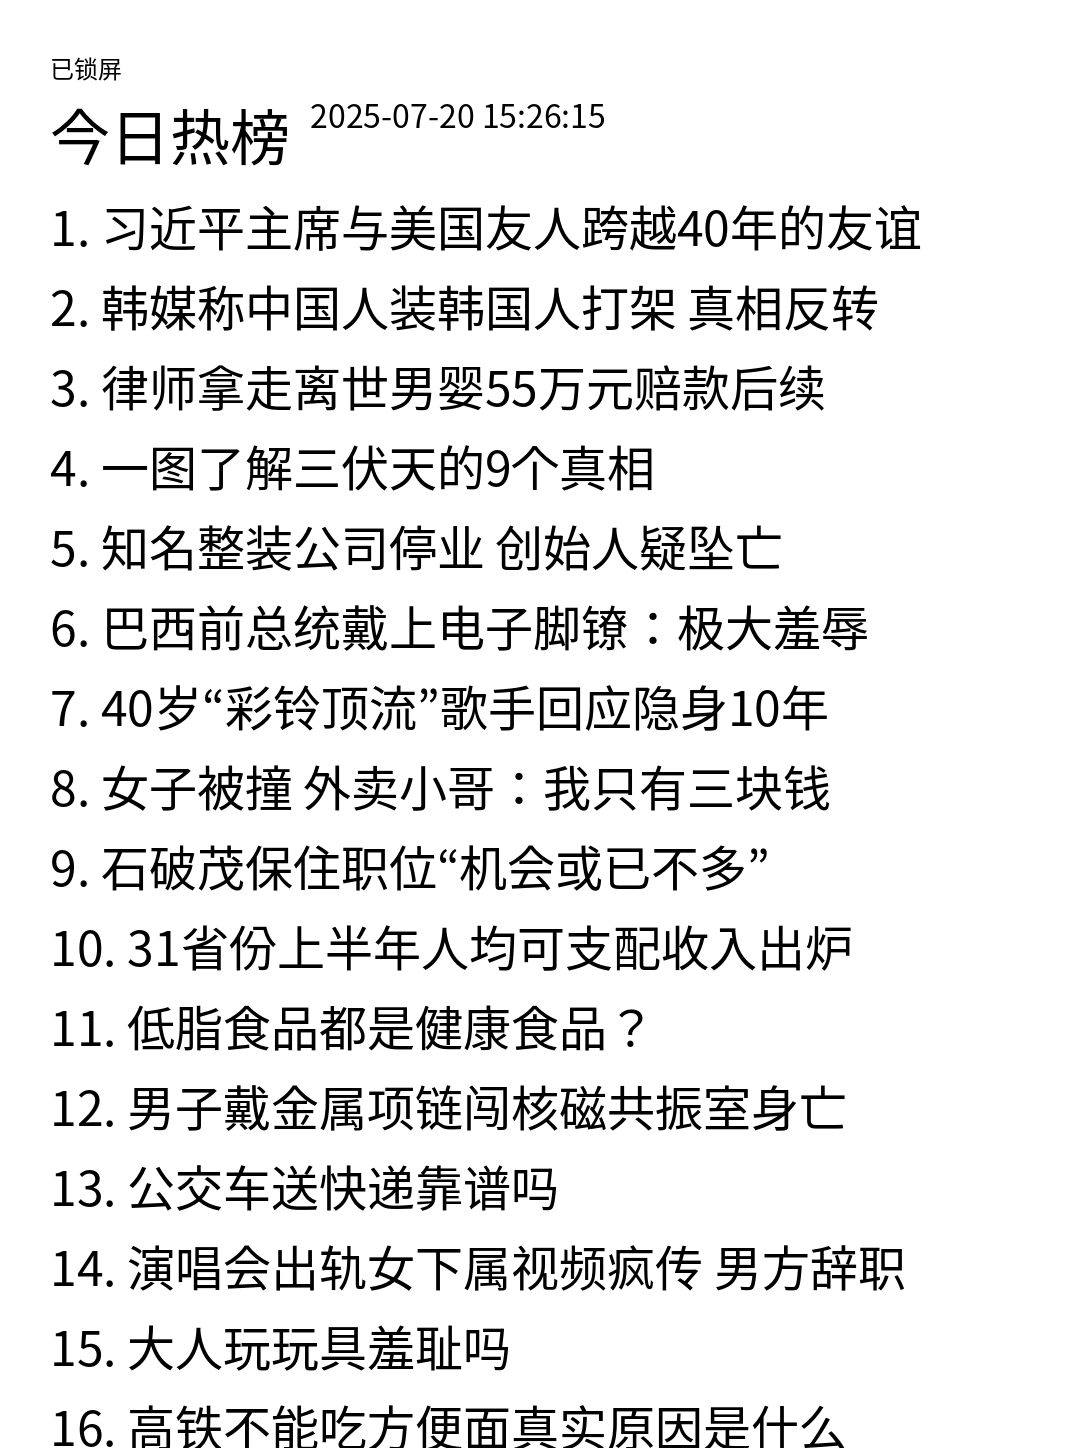 已锁屏
今日热榜 2025-07-20 15:26:15
1. 习近平主席与美国友人跨越40年的友谊
2. 韩媒称中国人装韩国人打架 真相反转
3. 律师拿走离世男婴55万元赔款后续
4. 一图了解三伏天的9个真相
5. 知名整装公司停业 创始人疑坠亡
6. 巴西前总统戴上电子脚镣：极大羞辱
7. 40岁“彩铃顶流”歌手回应隐身10年
8. 女子被撞 外卖小哥：我只有三块钱
9. 石破茂保住职位“机会或已不多”
10. 31省份上半年人均可支配收入出炉
11. 低脂食品都是健康食品？
12. 男子戴金属项链闯核磁共振室身亡
13. 公交车送快递靠谱吗
14. 演唱会出轨女下属视频疯传 男方辞职
15. 大人玩玩具羞耻吗
16. 高铁不能吃方便面真实原因是什么